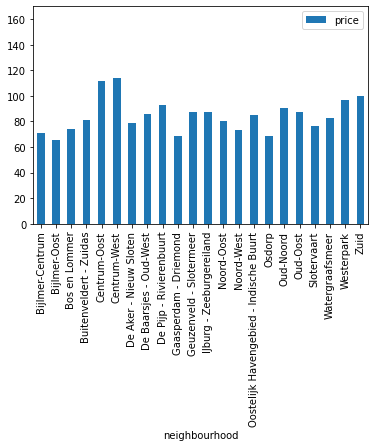 price
160
140
120
100
80
60
40
20
0
Bijlmer-Centrum
Bijlmer-Oost
Bos en Lommer
Buitenveldert - Zuidas
Centrum-Oost
Centrum-West
De Aker - Nieuw Sloten
De Baarsjes - Oud-West
De Pijp - Rivierenbuurt
Gaasperdam - Driemond
Geuzenveld - Slotermeer
IJburg - Zeeburgereiland
Noord-Oost
Noord-West
Oostelijk Havengebied - Indische Buurt
Osdorp
Oud-Noord
Oud-Oost
Slotervaart
Watergraafsmeer
Westerpark
Zuid
neighbourhood